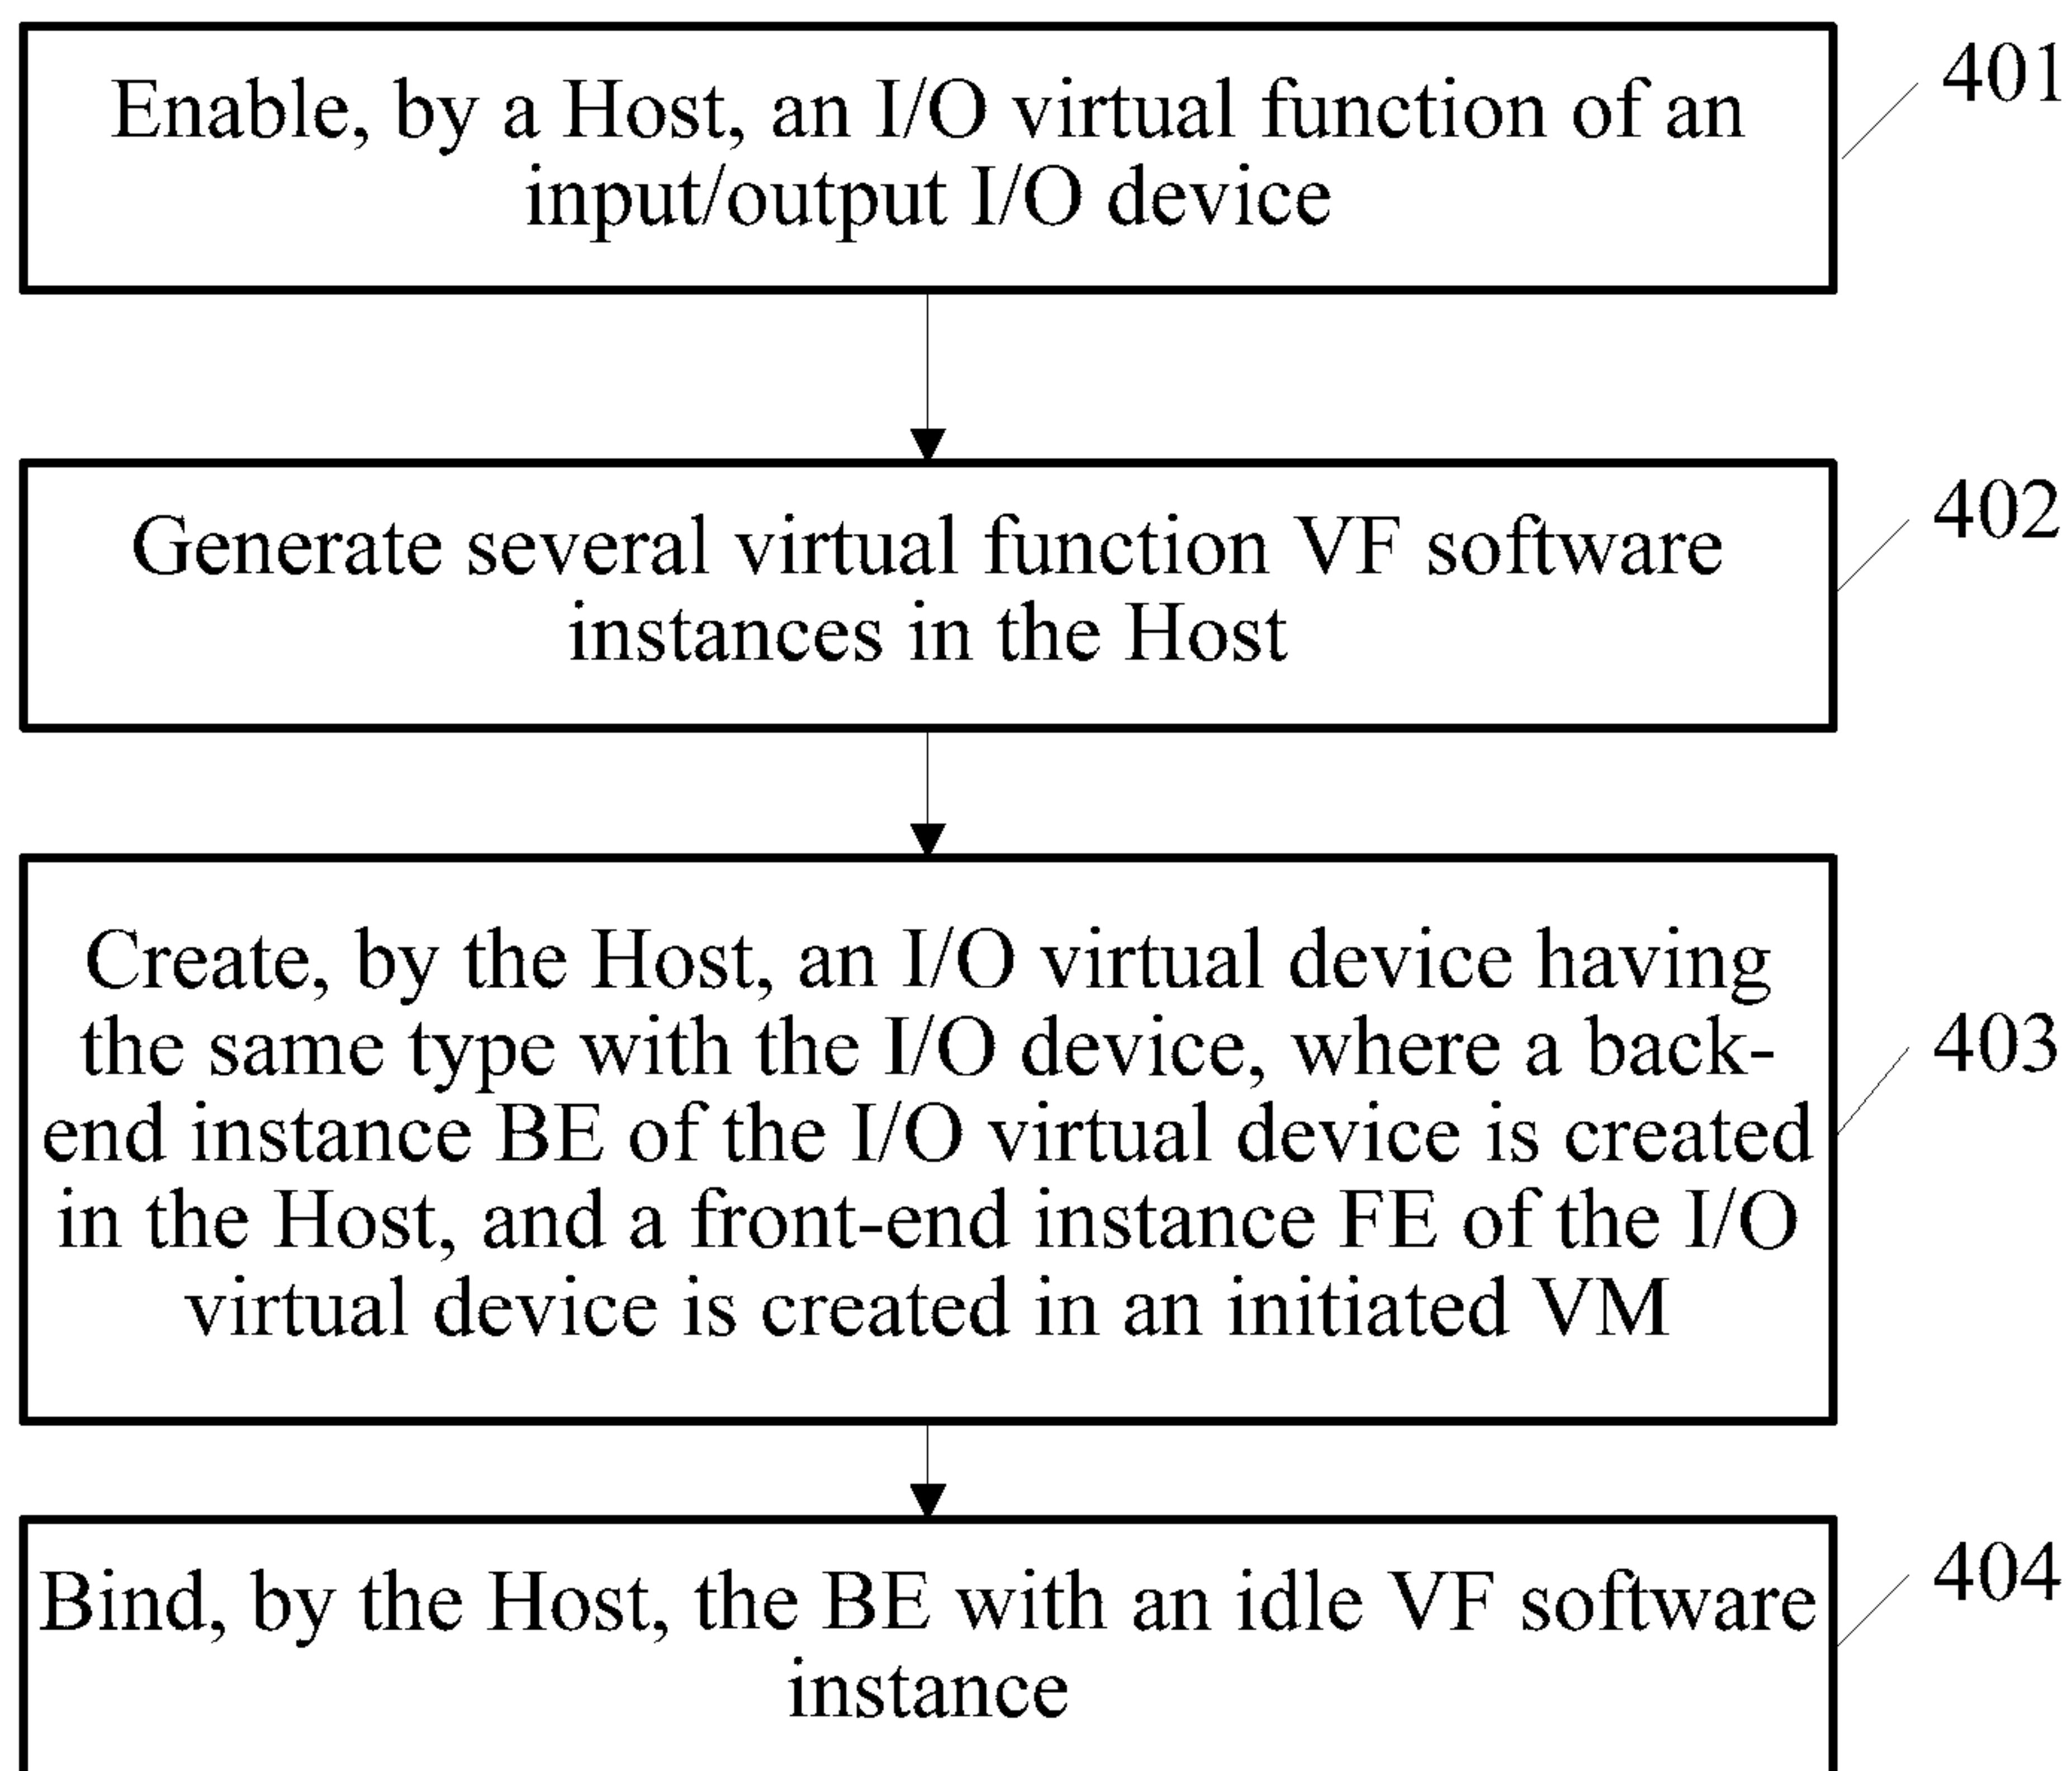 Enable, by a Host, an I/O virtual function of an
input/output I/O device
401
Generate several virtual function VF software
instances in the Host
402
Create, by the Host, an I/O virtual device having
the same type with the I/O device, where a back-
end instance BE of the I/O virtual device is created
in the Host, and a front-end instance FE of the I/O
virtual device is created in an initiated VM
403
Bind, by the Host, the BE with an idle VF software
instance
404